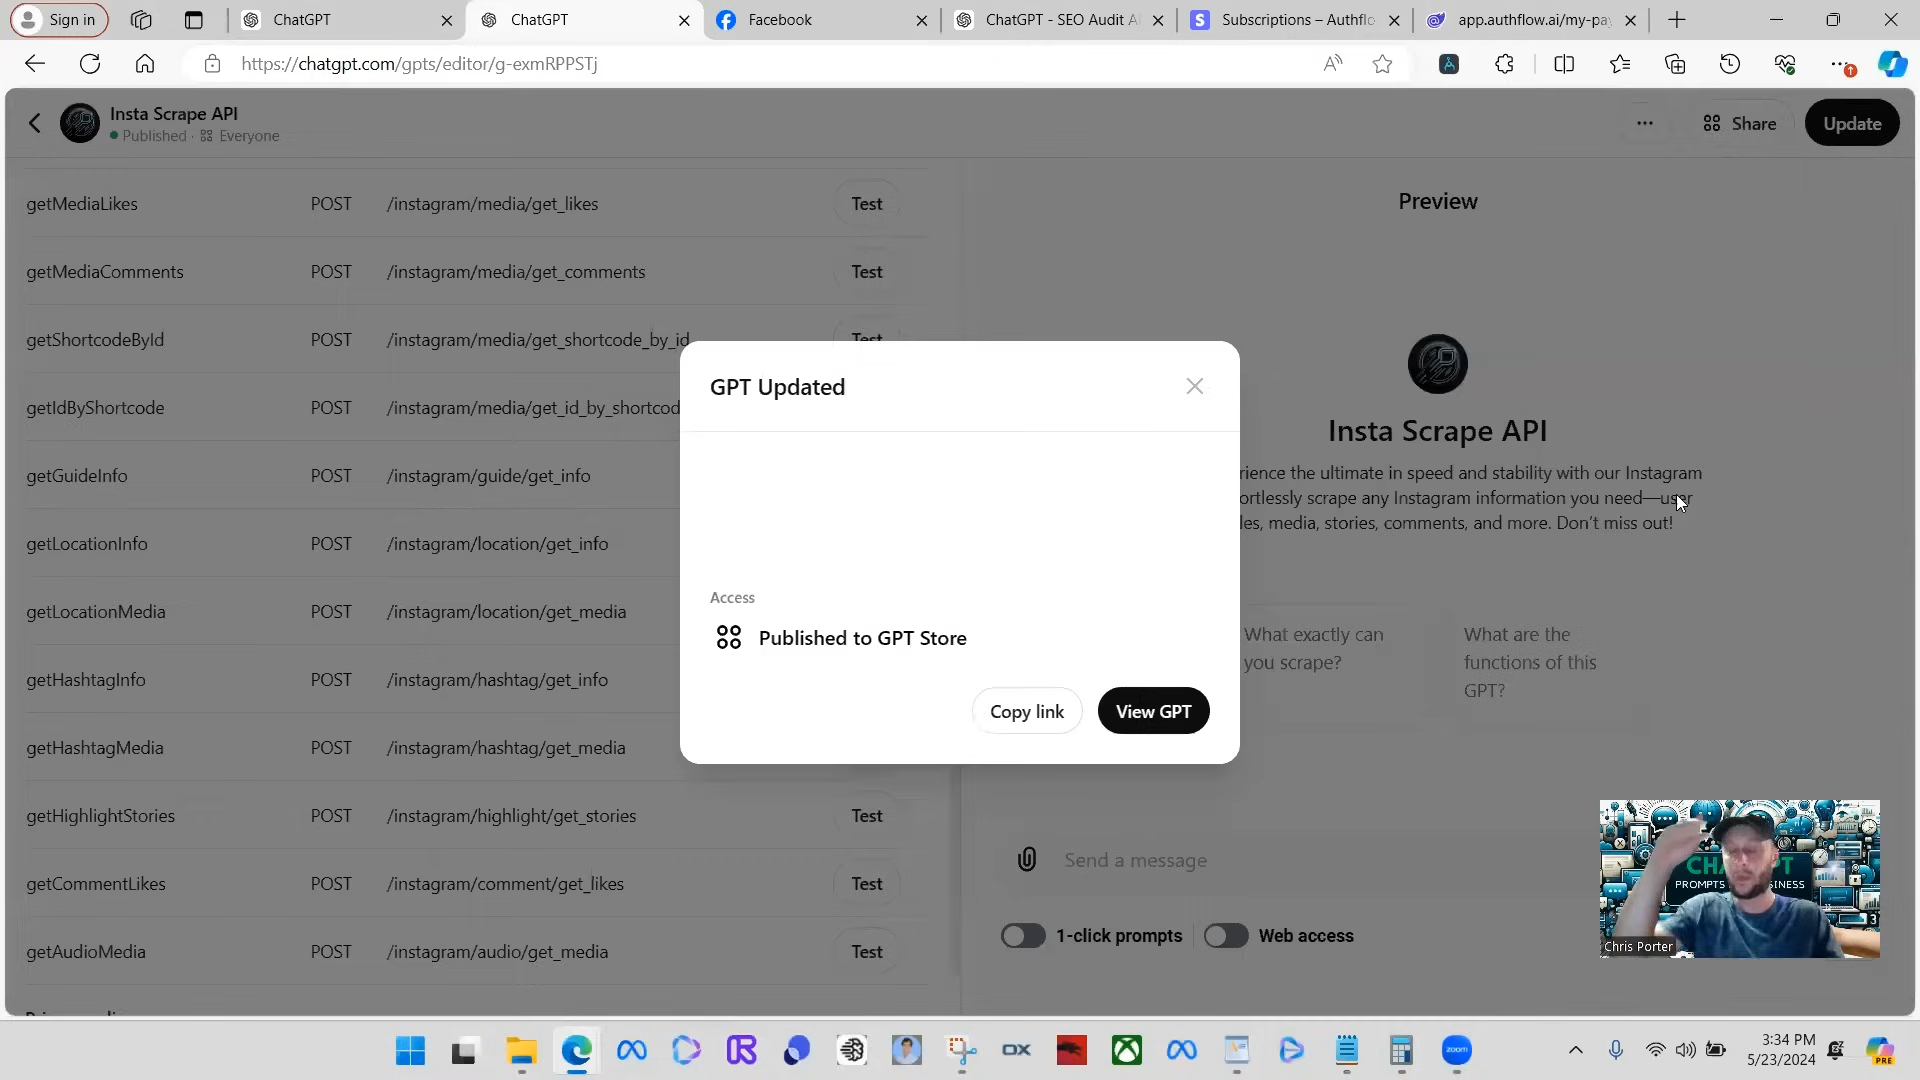 Sign in
ChatGPT
ChatGPT
Facebook
ChatGPT - SEO Audit A
Subscriptions – Authflo
app.authflow.ai/my-pa
https://chatgpt.com/gpts/editor/g-exmRPPSTj
Insta Scrape API
Published · Everyone
Share
Update
getMediaLikes POST /instagram/media/get_likes Test
getMediaComments POST /instagram/media/get_comments Test
getShortcodeById POST /instagram/media/get_shortcode_by_id Test
getIdByShortcode POST /instagram/media/get_id_by_shortcod
getGuideInfo POST /instagram/guide/get_info
getLocationInfo POST /instagram/location/get_info
getLocationMedia POST /instagram/location/get_media
getHashtagInfo POST /instagram/hashtag/get_info
getHashtagMedia POST /instagram/hashtag/get_media
getHighlightStories POST /instagram/highlight/get_stories Test
getCommentLikes POST /instagram/comment/get_likes Test
getAudioMedia POST /instagram/audio/get_media Test
GPT Updated
Access
Published to GPT Store
Copy link
View GPT
Preview
Insta Scrape API
rience the ultimate in speed and stability with our Instagram
ortlessly scrape any Instagram information you need—user
les, media, stories, comments, and more. Don't miss out!
What exactly can
you scrape?
What are the
functions of this
GPT?
Send a message
1-click prompts
Web access
PROMPTS
Chris Porter
DX
zoom
3:34 PM
5/23/2024
PRE